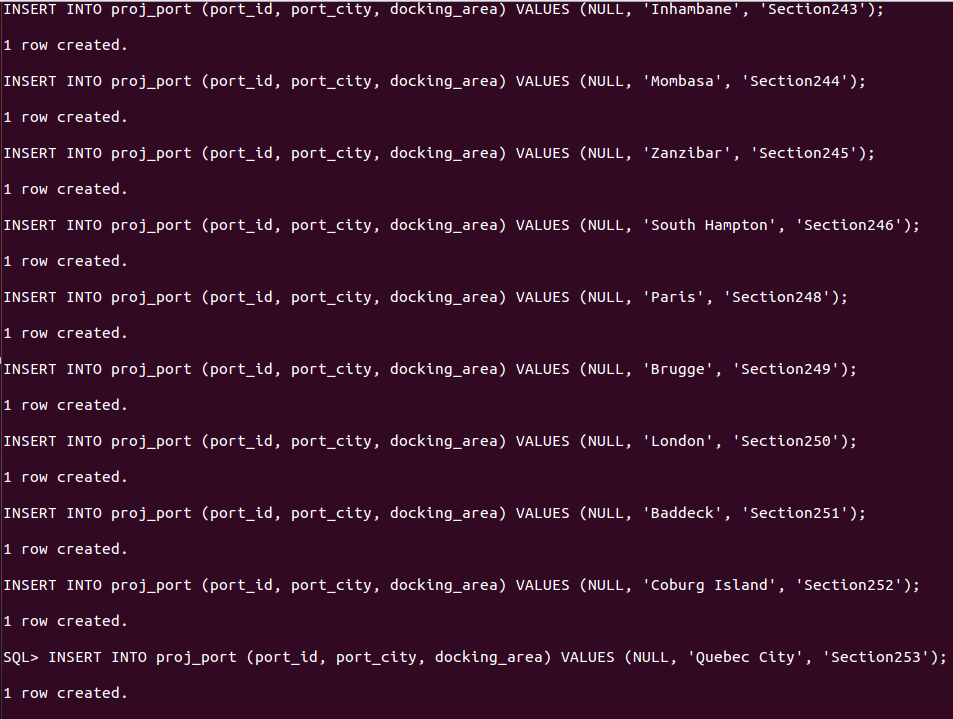 INSERT INTO proj_port (port_id, port_city, docking_area) VALUES (NULL, 'Inhambane', 'Section243');
1 row created.
INSERT INTO proj_port (port_id, port_city, docking_area) VALUES (NULL, 'Mombasa', 'Section244');
1 row created.
INSERT INTO proj_port (port_id, port_city, docking_area) VALUES (NULL, 'Zanzibar', 'Section245');
1 row created.
INSERT INTO proj_port (port_id, port_city, docking_area) VALUES (NULL, 'South Hampton', 'Section246');
1 row created.
INSERT INTO proj_port (port_id, port_city, docking_area) VALUES (NULL, 'Paris', 'Section248');
1 row created.
INSERT INTO proj_port (port_id, port_city, docking_area) VALUES (NULL, 'Brugge', 'Section249');
1 row created.
INSERT INTO proj_port (port_id, port_city, docking_area) VALUES (NULL, 'London', 'Section250');
1 row created.
INSERT INTO proj_port (port_id, port_city, docking_area) VALUES (NULL, 'Baddeck', 'Section251');
1 row created.
INSERT INTO proj_port (port_id, port_city, docking_area) VALUES (NULL, 'Coburg Island', 'Section252');
1 row created.
SQL> INSERT INTO proj_port (port_id, port_city, docking_area) VALUES (NULL, 'Quebec City', 'Section253');
1 row created.